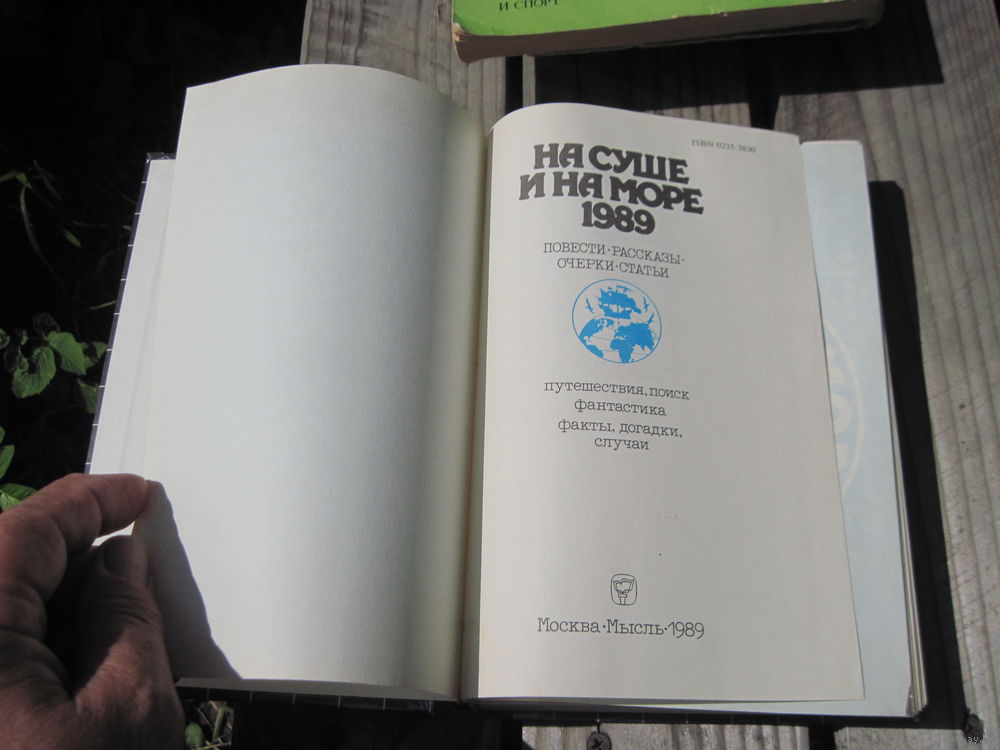 И СПОРТ
ISBN 0235-3830
НА СУШЕ
И НА МОРЕ
1989
ПОВЕСТИ·РАССКАЗЫ·
ОЧЕРКИ·СТАТЬИ
путешествия, поиск
фантастика
факты, догадки,
случаи
Москва·Мысль·1989